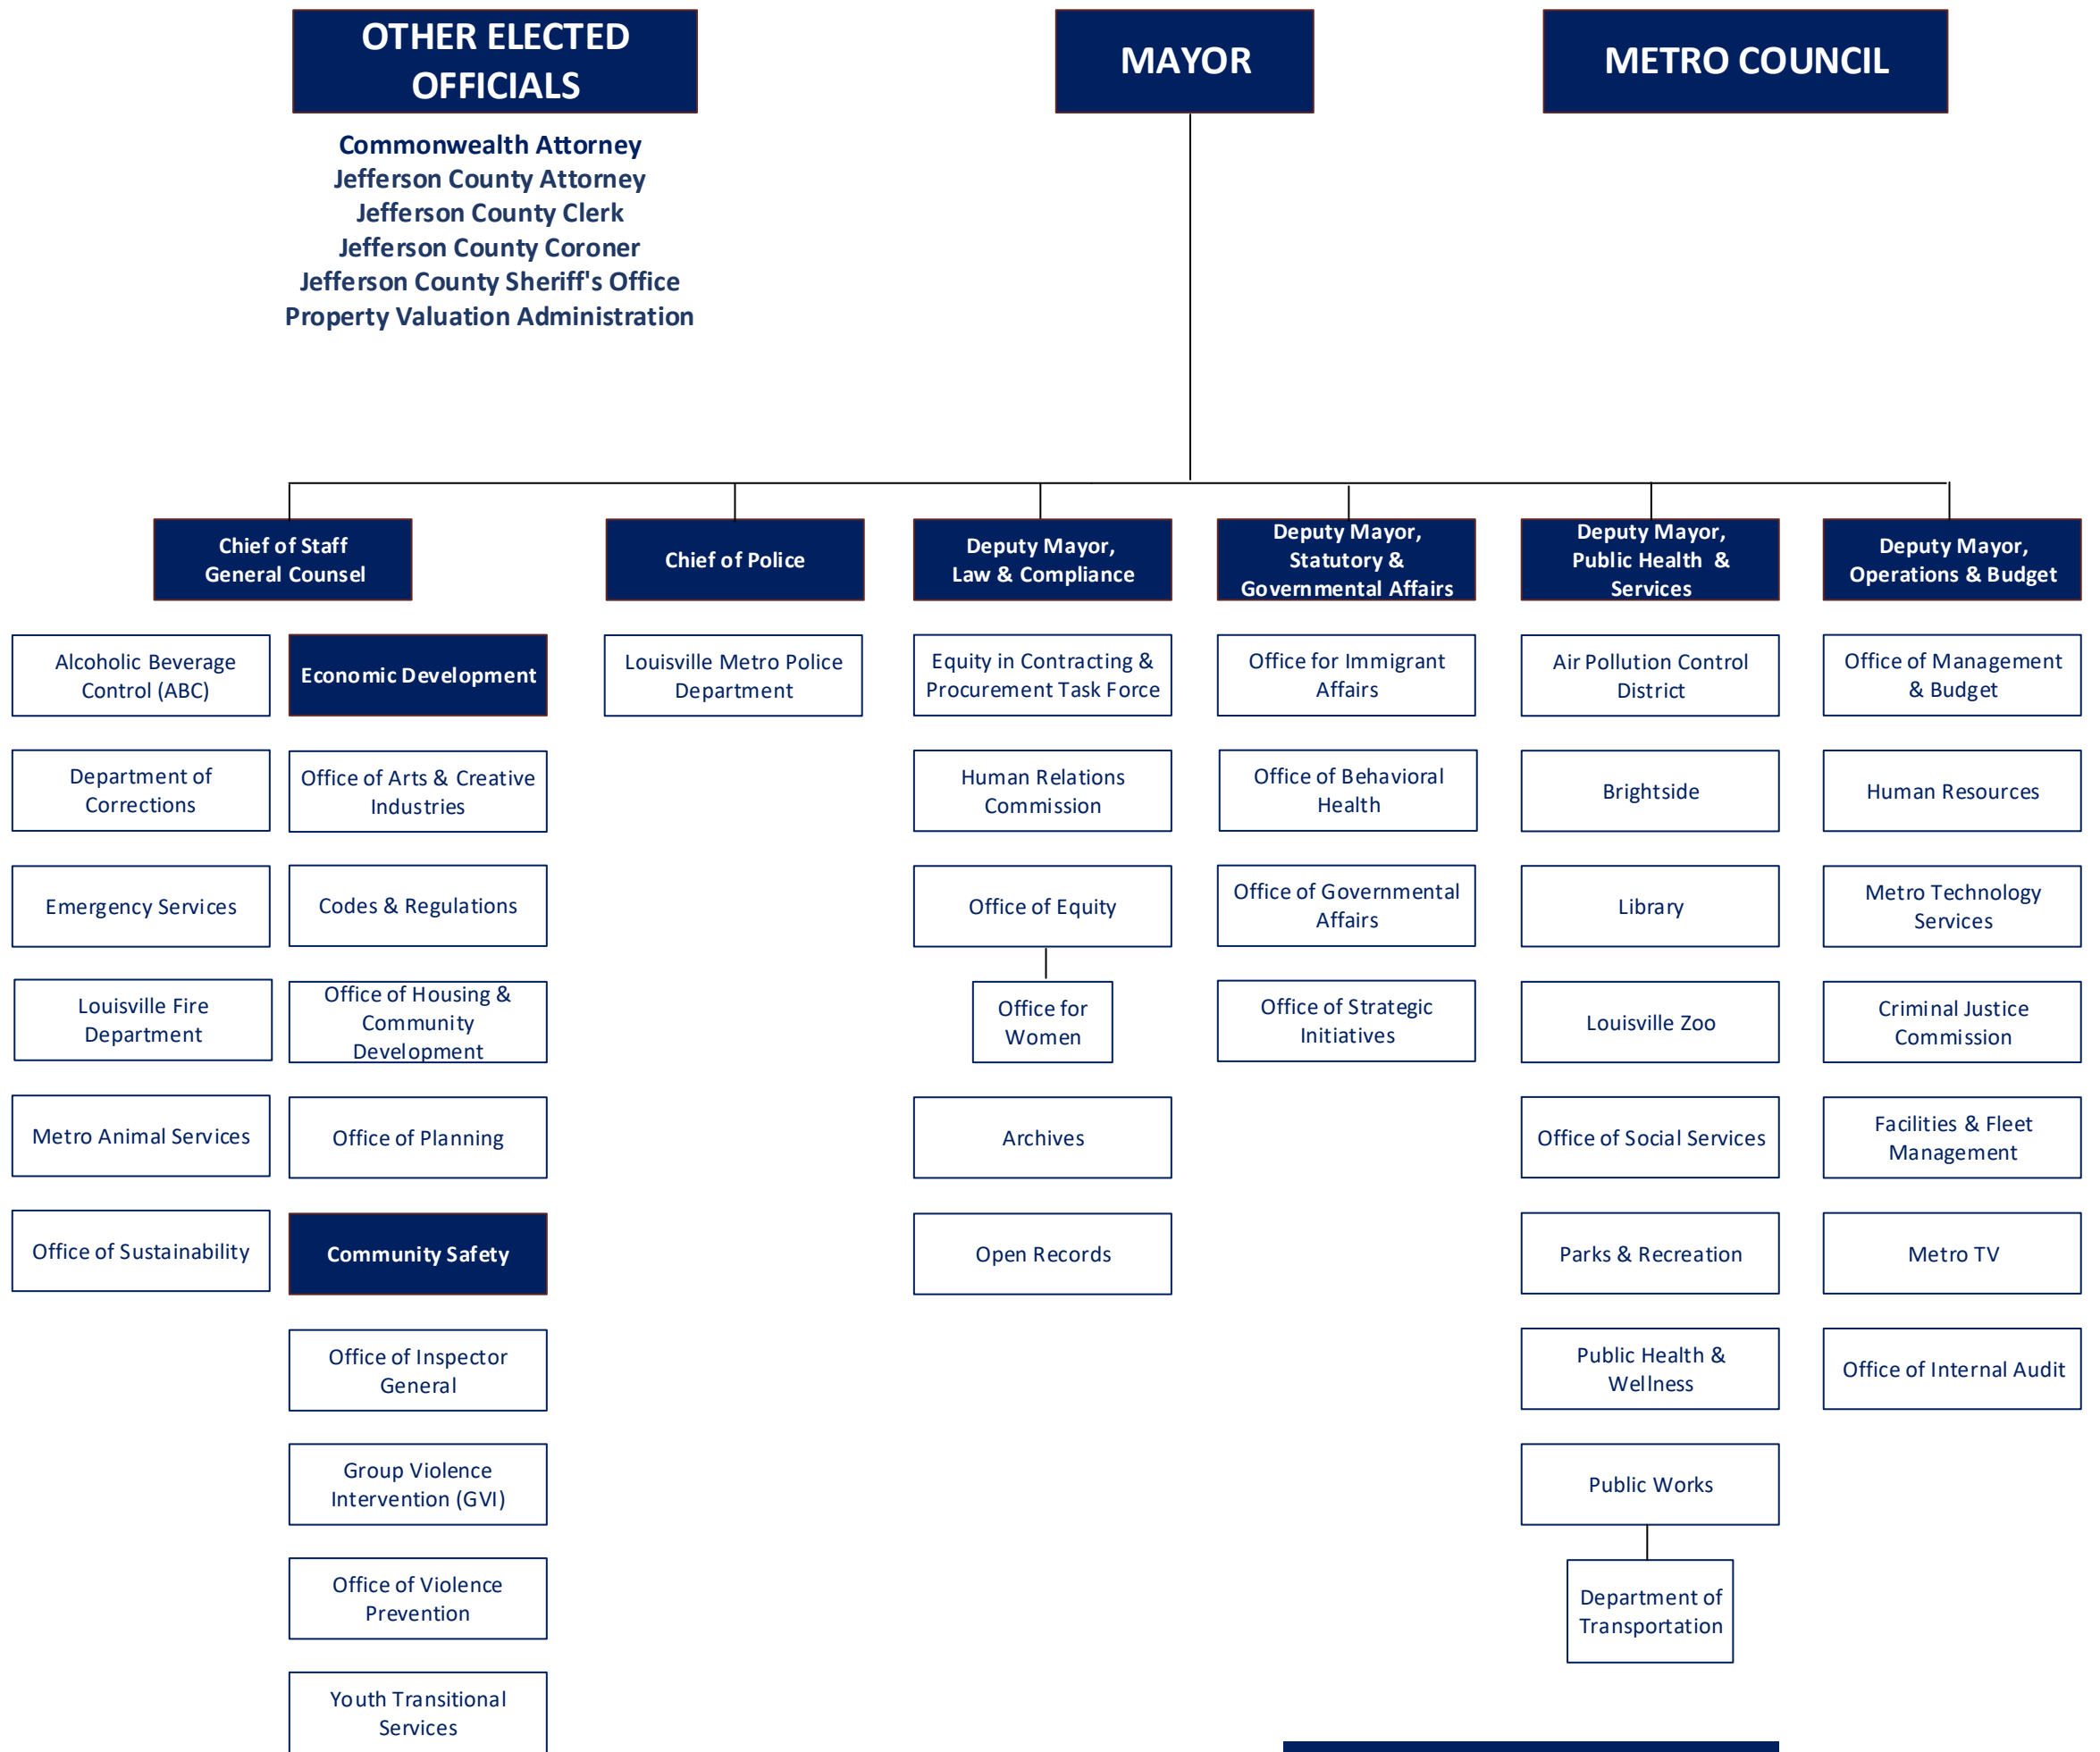 OTHER ELECTED
OFFICIALS
MAYOR
METRO COUNCIL
Commonwealth Attorney
Jefferson County Attorney
Jefferson County Clerk
Jefferson County Coroner
Jefferson County Sheriff's Office
Property Valuation Administration
Chief of Staff
General Counsel
Chief of Police
Deputy Mayor,
Law & Compliance
Deputy Mayor,
Statutory &
Governmental Affairs
Deputy Mayor,
Public Health & 
Services
Deputy Mayor,
Operations & Budget
Alcoholic Beverage
Control (ABC)
Department of
Corrections
Emergency Services
Louisville Fire
Department
Metro Animal Services
Office of Sustainability
Economic Development
Office of Arts & Creative
Industries
Codes & Regulations
Office of Housing &
Community
Development
Office of Planning
Community Safety
Office of Inspector
General
Group Violence
Intervention (GVI)
Office of Violence
Prevention
Youth Transitional
Services
Louisville Metro Police
Department
Equity in Contracting &
Procurement Task Force
Human Relations
Commission
Office of Equity
Office for
Women
Archives
Open Records
Office for Immigrant
Affairs
Office of Behavioral
Health
Office of Governmental
Affairs
Office of Strategic
Initiatives
Air Pollution Control
District
Brightside
Library
Louisville Zoo
Office of Social Services
Parks & Recreation
Public Health &
Wellness
Public Works
Department of
Transportation
Office of Management
& Budget
Human Resources
Metro Technology
Services
Criminal Justice
Commission
Facilities & Fleet
Management
Metro TV
Office of Internal Audit